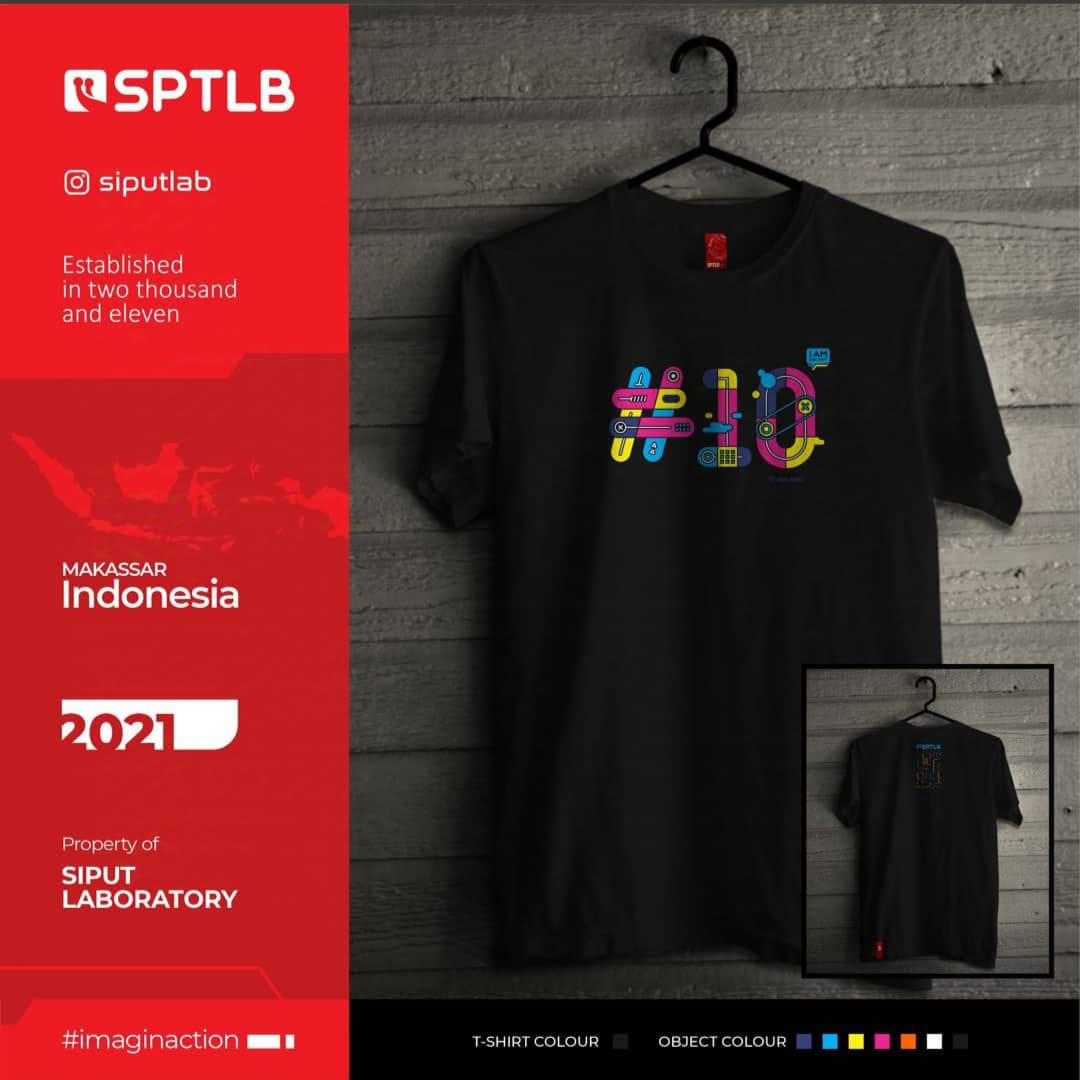 SPTLB
siputlab
Established
in two thousand
and eleven
MAKASSAR
Indonesia
2021
Property of
SIPUT
LABORATORY
#imaginaction
SPTLB
#10
I AM
SPTLB
T-SHIRT COLOUR
OBJECT COLOUR